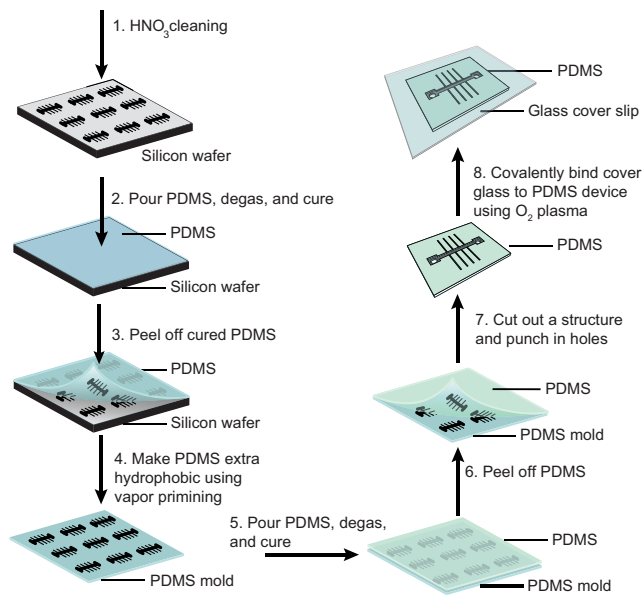 1. HNO3cleaning
Silicon wafer
2. Pour PDMS, degas, and cure
PDMS
Silicon wafer
3. Peel off cured PDMS
PDMS
Silicon wafer
4. Make PDMS extra
hydrophobic using
vapor primining
PDMS mold
5. Pour PDMS, degas,
and cure
PDMS
PDMS mold
6. Peel off PDMS
PDMS
PDMS mold
7. Cut out a structure
and punch in holes
PDMS
8. Covalently bind cover
glass to PDMS device
using O2 plasma
PDMS
Glass cover slip